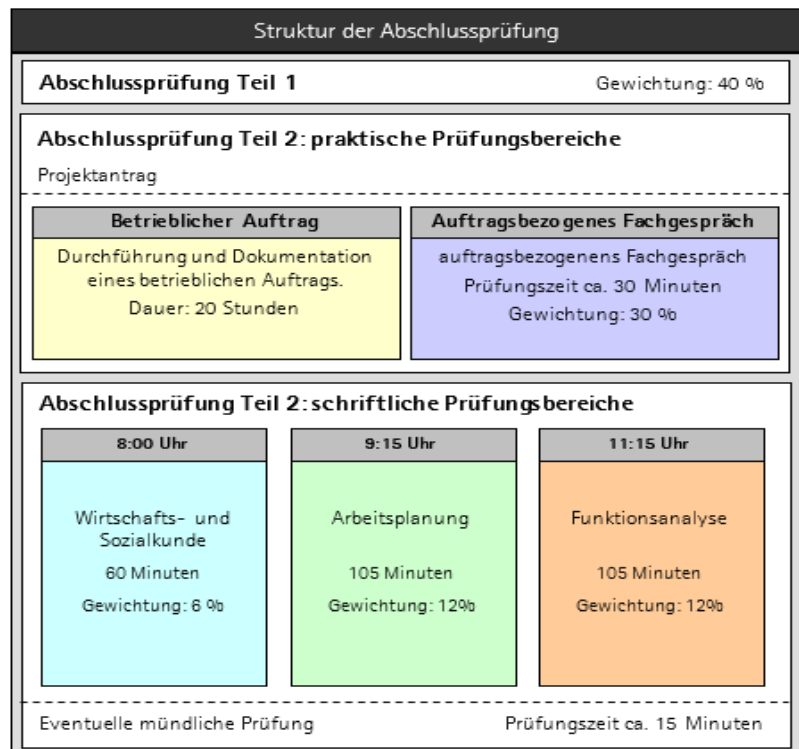 Struktur der Abschlussprüfung
Abschlussprüfung Teil 1
Gewichtung: 40 %
Abschlussprüfung Teil 2: praktische Prüfungsbereiche
Projektantrag
Betrieblicher Auftrag
Durchführung und Dokumentation
eines betrieblichen Auftrags.
Dauer: 20 Stunden
Auftragsbezogenes Fachgespräch
auftragsbezogenens Fachgespräch
Prüfungszeit ca. 30 Minuten
Gewichtung: 30 %
Abschlussprüfung Teil 2: schriftliche Prüfungsbereiche
8:00 Uhr
Wirtschafts- und
Sozialkunde
60 Minuten
Gewichtung: 6 %
9:15 Uhr
Arbeitsplanung
105 Minuten
Gewichtung: 12%
11:15 Uhr
Funktionsanalyse
105 Minuten
Gewichtung: 12%
Eventuelle mündliche Prüfung
Prüfungszeit ca. 15 Minuten